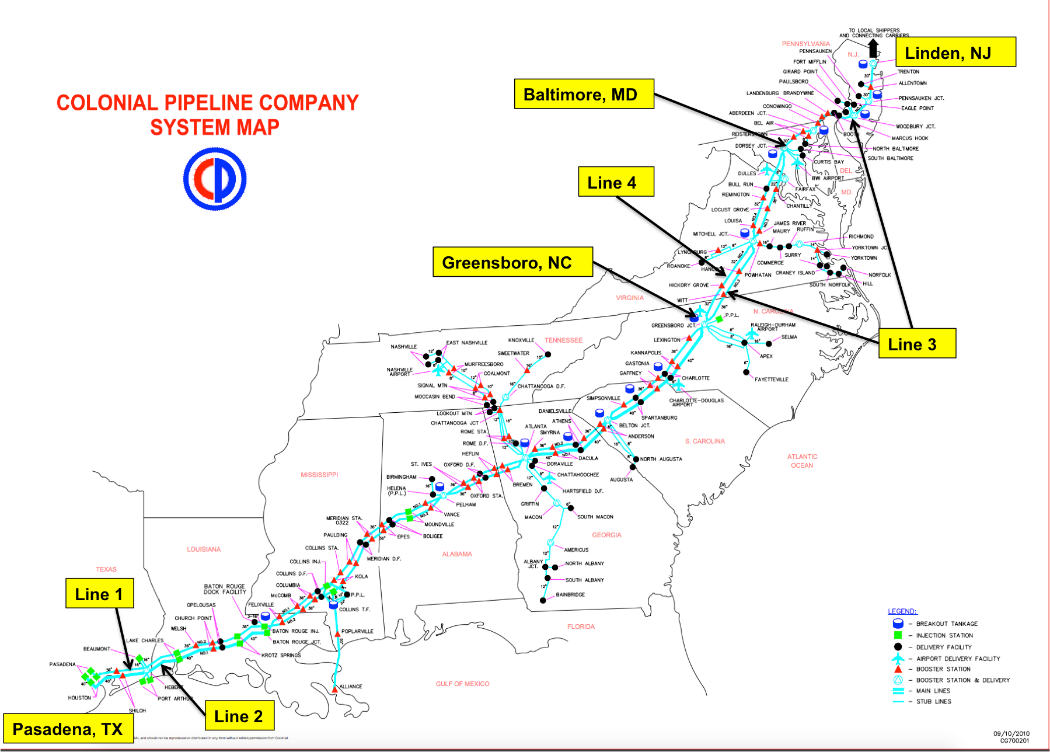 COLONIAL PIPELINE COMPANY
SYSTEM MAP
CP
TO LOCAL SHIPPERS
AND CONNECTING CARRIERS
Linden, NJ
PENNSYLVANIA
N.J.
PENNSAUKEN
FORT MIFFLIN
GIRARD POINT
PAULSBORO
LANDENBURG BRANDYWINE
CONOWINGO
ABERDEEN JCT.
BEL AIR
DORSEY JCT.
TRENTON
ALLENTOWN
PENNSAUKEN JCT.
EAGLE POINT
WOODBURY JCT.
MARCUS HOOK
BOOTH
NORTH BALTIMORE
SOUTH BALTIMORE
CURTIS BAY
BW AIRPORT
DEL
MD.
Baltimore, MD
DULLES
BULL RUN
REMINGTON
FAIRFAX
CHANTILLY
LOCUST GROVE
LOUISA
MITCHELL JCT.
JAMES RIVER
MAURY
RUFFIN
RICHMOND
YORKTOWN JCT.
YORKTOWN
NORFOLK
HILL
SOUTH NORFOLK
CRANEY ISLAND
SURRY
COMMERCE
POWHATAN
ROANOKE
HICKORY GROVE
WITT
Line 4
Line 3
Greensboro, NC
VIRGINIA
N. CAROLINA
GREENSBORO JCT.
P.P.L.
RALEIGH-DURHAM
AIRPORT
SELMA
APEX
FAYETTEVILLE
LEXINGTON
KANNAPOLIS
GASTONIA
GAFFNEY
CHARLOTTE
CHARLOTTE-DOUGLAS
AIRPORT
SIMPSONVILLE
SPARTANBURG
BELTON JCT.
ANDERSON
S. CAROLINA
NORTH AUGUSTA
AUGUSTA
NASHVILLE
EAST NASHVILLE
NASHVILLE
AIRPORT
MURFREESBORO
COALMONT
KNOXVILLE
SWEETWATER
TENNESSEE
SIGNAL MTN
MOCCASIN BEND
CHATTANOOGA D.F.
LOOKOUT MTN
CHATTANOOGA JCT
ROME STA
ROME D.F.
DANIELSVILLE
ATHENS
ATLANTA
SMYRNA
DACULA
DORAVILLE
CHATTAHOOCHEE
HARTSFIELD D.F.
GRIFFIN
MACON
SOUTH MACON
GEORGIA
AMERICUS
ALBANY
JCT.
NORTH ALBANY
SOUTH ALBANY
BAINBRIDGE
HEFLIN
OXFORD D.F.
ST. IVES
BIRMINGHAM
HELENA
(P.P.L.)
BREMEN
OXFORD STA.
PELHAM
VANCE
MOUNDVILLE
BOLIGEE
EPES
ALABAMA
MISSISSIPPI
MERIDIAN STA.
PAULDING
MERIDIAN D.F.
COLLINS STA.
COLLINS INJ.
COLLINS D.F.
COLUMBIA
McCOMB
KOLA
P.P.L.
COLLINS T.F.
FELIXVILLE
POPLARVILLE
ALLIANCE
LOUISIANA
BATON ROUGE
DOCK FACILITY
BATON ROUGE INJ.
BATON ROUGE JCT.
KROTZ SPRINGS
OPELOUSAS
CHURCH POINT
WELSH
LAKE CHARLES
BEAUMONT
PASADENA
HOUSTON
SHILOH
PORT ARTHUR
TEXAS
Line 1
Line 2
Pasadena, TX
FLORIDA
GULF OF MEXICO
ATLANTIC
OCEAN
LEGEND:
- BREAKOUT TANKAGE
- INJECTION STATION
- DELIVERY FACILITY
- AIRPORT DELIVERY FACILITY
- BOOSTER STATION
- BOOSTER STATION & DELIVERY
- MAIN LINES
- STUB LINES
09/10/2010
CG700201